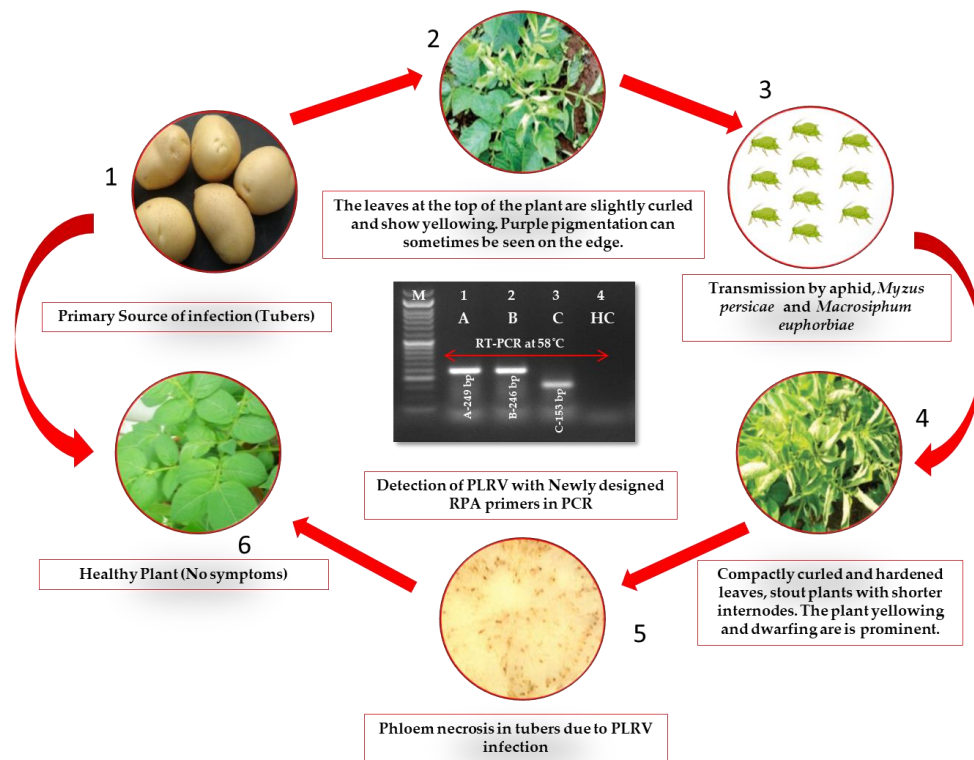 1
Primary Source of infection (Tubers)
2
The leaves at the top of the plant are slightly curled
and show yellowing. Purple pigmentation can
sometimes be seen on the edge.
3
Transmission by aphid, Myzus
persicae and Macrosiphum
euphorbiae
M 1 2 3 4
A B C HC
RT-PCR at 58˚C
A-249 bp
B-246 bp
C-153 bp
Detection of PLRV with Newly designed
RPA primers in PCR
4
Compactly curled and hardened
leaves, stout plants with shorter
internodes. The plant yellowing
and dwarfing are is prominent.
5
Phloem necrosis in tubers due to PLRV
infection
6
Healthy Plant (No symptoms)